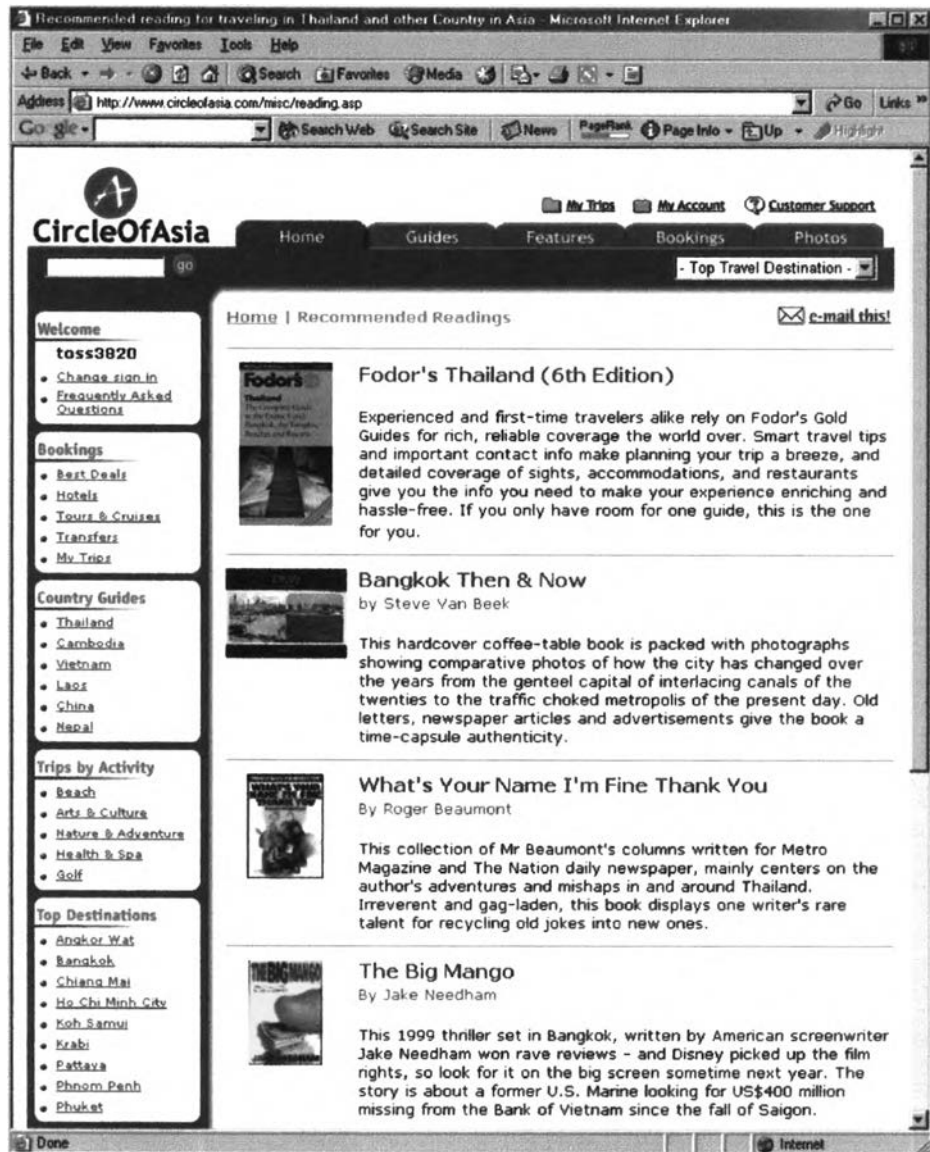 Recommended reading for traveling in Thailand and other Country in Asia - Microsoft Internet Explorer
File Edit View Favorites Tools Help
Back Search Favorites Media
Address http://www.circleofasia.com/misc/reading.asp Go Links »
Google Search Web Search Site News PageRank Page Info Up Highlight
My Trips My Account Customer Support
CircleOfAsia
Home Guides Features Bookings Photos
go
- Top Travel Destination -
Home | Recommended Readings
e-mail this!
Welcome
toss3820
Change sign in
Frequently Asked
Questions
Bookings
Best Deals
Hotels
Tours & Cruises
Transfers
My Trips
Country Guides
Thailand
Cambodia
Vietnam
Laos
China
Nepal
Trips by Activity
Beach
Arts & Culture
Nature & Adventure
Health & Spa
Golf
Top Destinations
Angkor Wat
Bangkok
Chiang Mai
Ho Chi Minh City
Koh Samui
Krabi
Pattaya
Phnom Penh
Phuket
Fodor's
Thailand
Fodor's Thailand (6th Edition)
Experienced and first-time travelers alike rely on Fodor's Gold
Guides for rich, reliable coverage the world over. Smart travel tips
and important contact info make planning your trip a breeze, and
detailed coverage of sights, accommodations, and restaurants
give you the info you need to make your experience enriching and
hassle-free. If you only have room for one guide, this is the one
for you.
Bangkok Then & Now
by Steve Van Beek
This hardcover coffee-table book is packed with photographs
showing comparative photos of how the city has changed over
the years from the genteel capital of interlacing canals of the
twenties to the traffic choked metropolis of the present day. Old
letters, newspaper articles and advertisements give the book a
time-capsule authenticity.
WHAT'S YOUR
NAME I'M FINE
THANK YOU
What's Your Name I'm Fine Thank You
By Roger Beaumont
This collection of Mr Beaumont's columns written for Metro
Magazine and The Nation daily newspaper, mainly centers on the
author's adventures and mishaps in and around Thailand.
Irreverent and gag-laden, this book displays one writer's rare
talent for recycling old jokes into new ones.
THE BIG MANGO
The Big Mango
By Jake Needham
This 1999 thriller set in Bangkok, written by American screenwriter
Jake Needham won rave reviews – and Disney picked up the film
rights, so look for it on the big screen sometime next year. The
story is about a former U.S. Marine looking for US$400 million
missing from the Bank of Vietnam since the fall of Saigon.
Done Internet